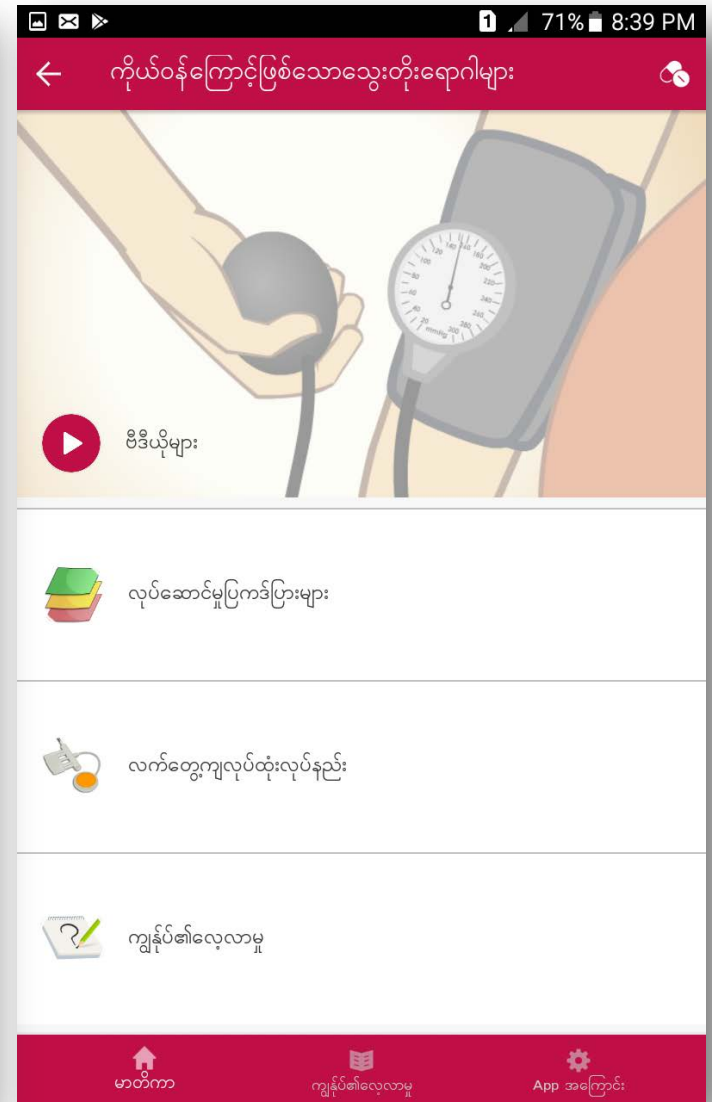 1 71% 8:39 PM
ကိုယ်ဝန်ကြောင့်ဖြစ်သောသွေးတိုးရောဂါများ
ဗီဒီယိုများ
လုပ်ဆောင်မှုပြကဒ်ပြားများ
လက်တွေ့ကျလုပ်ထုံးလုပ်နည်း
ကျွန်ုပ်၏လေ့လာမှု
မာတိကာ
ကျွန်ုပ်၏လေ့လာမှု
App အကြောင်း